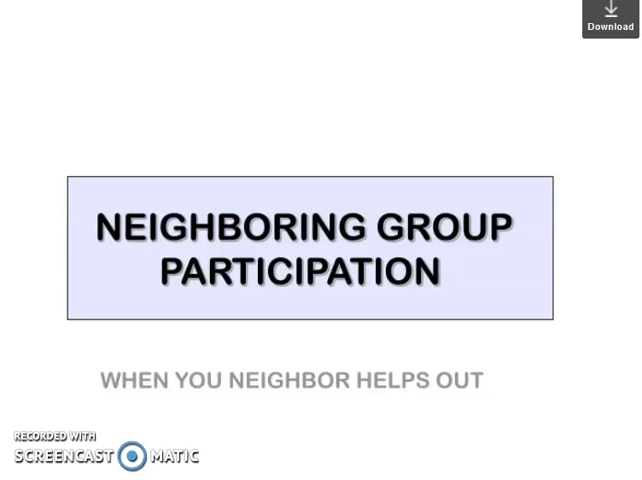 Download
NEIGHBORING GROUP
PARTICIPATION
WHEN YOU NEIGHBOR HELPS OUT
RECORDED WITH
SCREENCAST MATIC